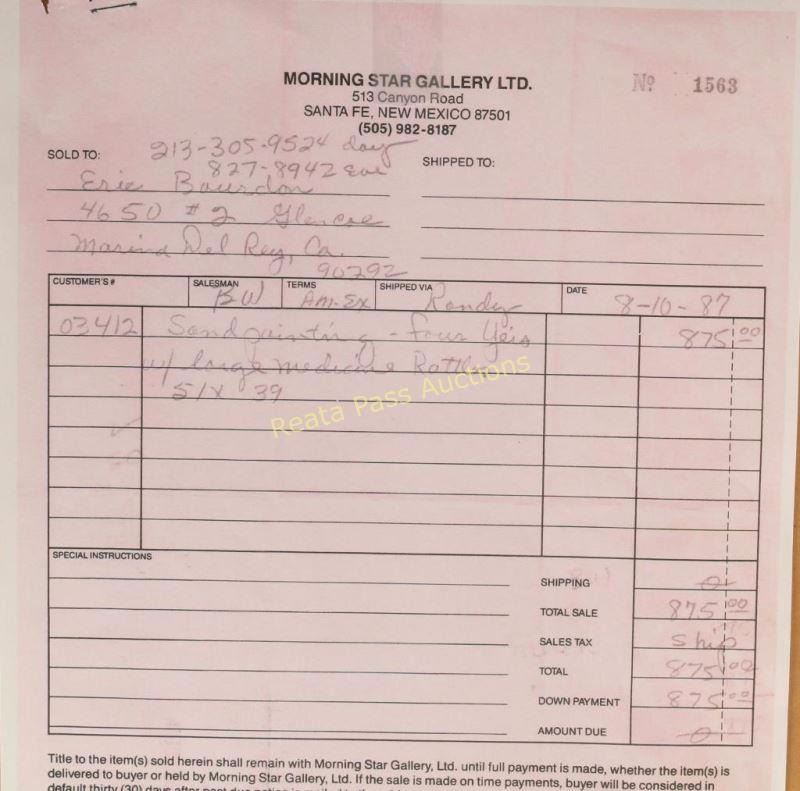 MORNING STAR GALLERY LTD.
Nº 1563
513 Canyon Road
SANTA FE, NEW MEXICO 87501
(505) 982-8187
SOLD TO: 213-305-9524 day
827-8942 eve
SHIPPED TO:
Eric Bourdon
4650 #2 Glencoe
Marina Del Rey, Ca.
90292
CUSTOMER'S # SALESMAN BW TERMS Am-Ex SHIPPED VIA Randy DATE 8-10-87
03412 Sandpainting - four Yeis 875.00
w/ large medicine Rattle
51 X 39
Reata Pass Auctions
SPECIAL INSTRUCTIONS
SHIPPING 0
TOTAL SALE 875.00
SALES TAX Ship
TOTAL 875.00
DOWN PAYMENT 875.00
AMOUNT DUE 0
Title to the item(s) sold herein shall remain with Morning Star Gallery, Ltd. until full payment is made, whether the item(s) is
delivered to buyer or held by Morning Star Gallery, Ltd. If the sale is made on time payments, buyer will be considered in
default thirty (30) days after